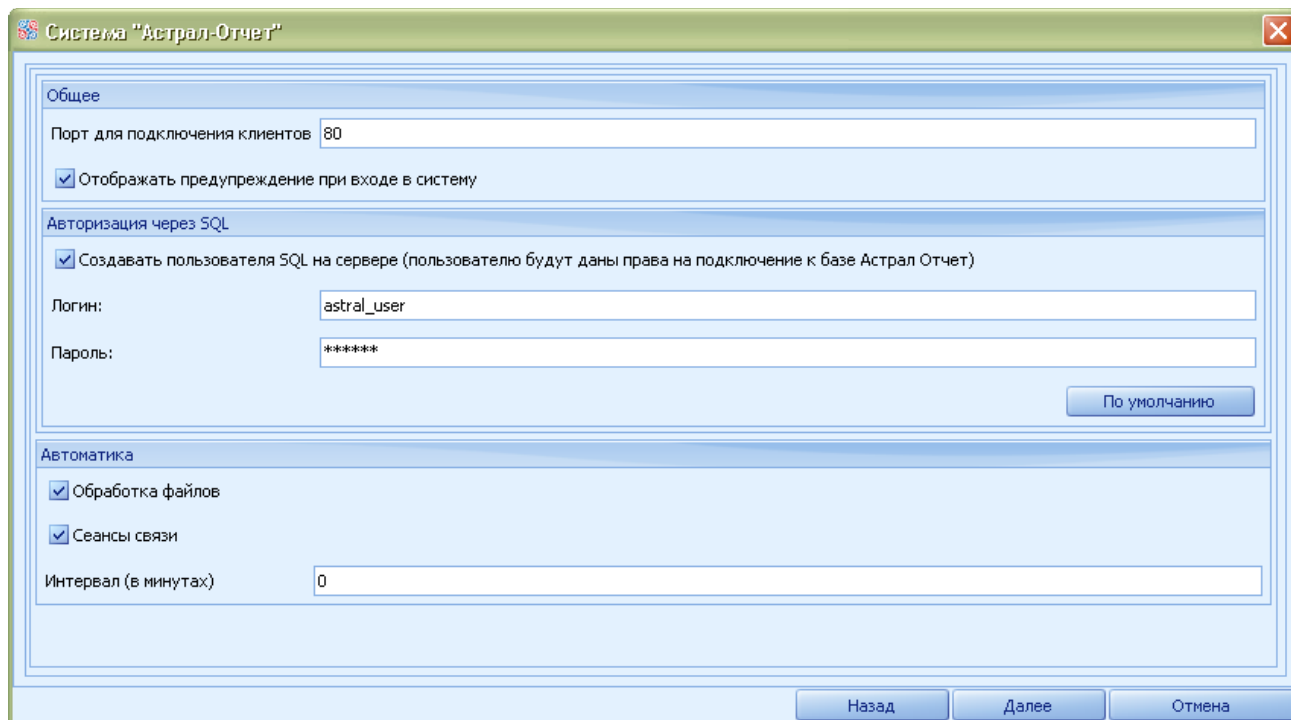 Система "Астрал-Отчет"
Общее
Порт для подключения клиентов 80
Отображать предупреждение при входе в систему
Авторизация через SQL
Создавать пользователя SQL на сервере (пользователю будут даны права на подключение к базе Астрал Отчет)
Логин: astral_user
Пароль: ******
По умолчанию
Автоматика
Обработка файлов
Сеансы связи
Интервал (в минутах) 0
Назад Далее Отмена